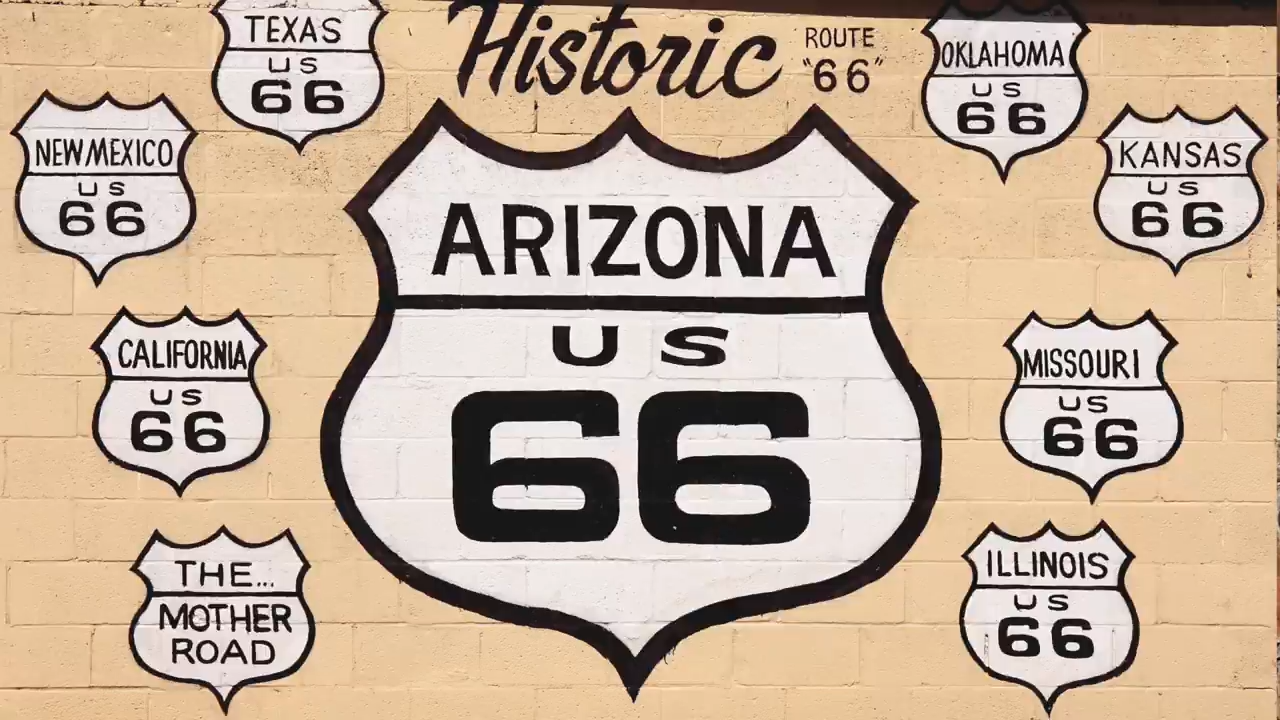 Historic
ROUTE
"66"
TEXAS
US
66
OKLAHOMA
US
66
NEW MEXICO
US
66
KANSAS
US
66
ARIZONA
US
66
CALIFORNIA
US
66
MISSOURI
US
66
THE...
MOTHER
ROAD
ILLINOIS
US
66